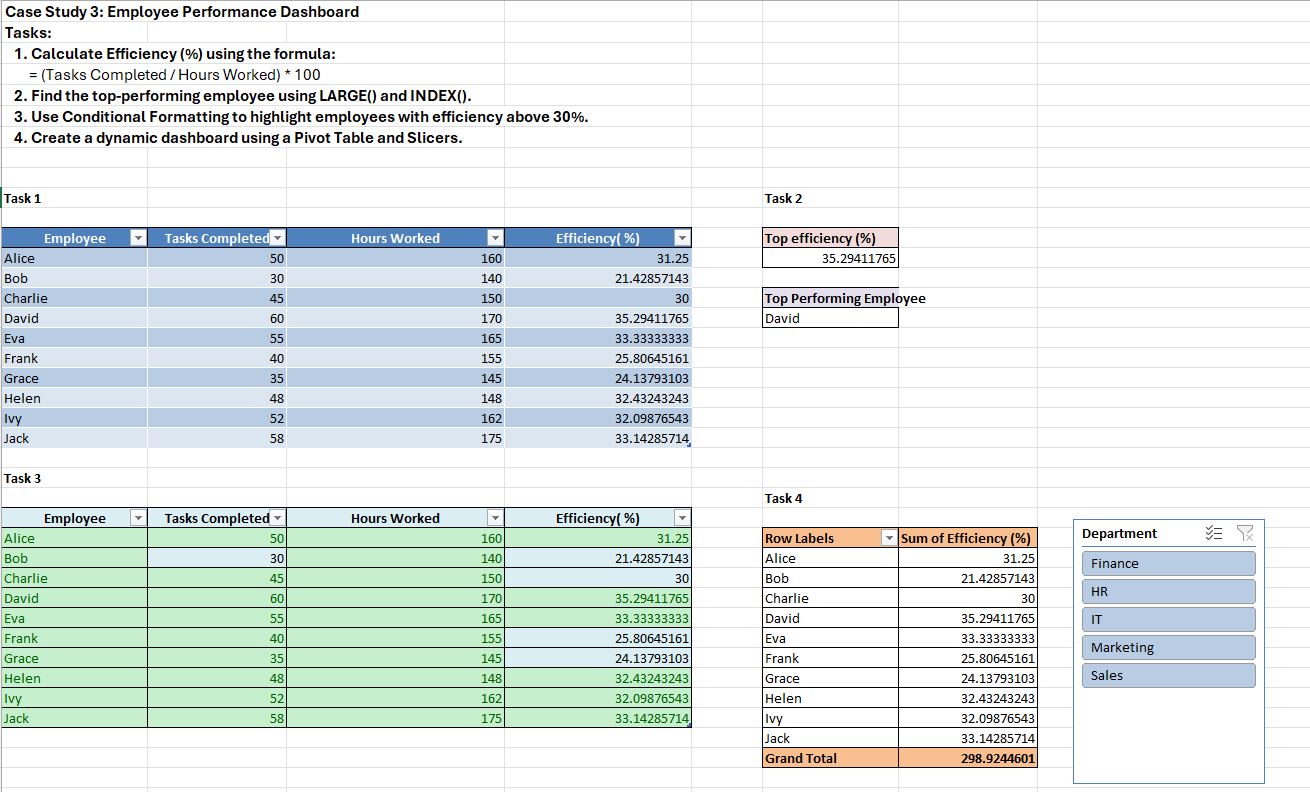 Case Study 3: Employee Performance Dashboard
Tasks:
1. Calculate Efficiency (%) using the formula:
= (Tasks Completed / Hours Worked) * 100
2. Find the top-performing employee using LARGE() and INDEX().
3. Use Conditional Formatting to highlight employees with efficiency above 30%.
4. Create a dynamic dashboard using a Pivot Table and Slicers.
Task 1
Employee Tasks Completed Hours Worked Efficiency( %)
Alice 50 160 31.25
Bob 30 140 21.42857143
Charlie 45 150 30
David 60 170 35.29411765
Eva 55 165 33.33333333
Frank 40 155 25.80645161
Grace 35 145 24.13793103
Helen 48 148 32.43243243
Ivy 52 162 32.09876543
Jack 58 175 33.14285714
Task 2
Top efficiency (%)
35.29411765
Top Performing Employee
David
Task 3
Employee Tasks Completed Hours Worked Efficiency( %)
Alice 50 160 31.25
Bob 30 140 21.42857143
Charlie 45 150 30
David 60 170 35.29411765
Eva 55 165 33.33333333
Frank 40 155 25.80645161
Grace 35 145 24.13793103
Helen 48 148 32.43243243
Ivy 52 162 32.09876543
Jack 58 175 33.14285714
Task 4
Row Labels Sum of Efficiency (%)
Alice 31.25
Bob 21.42857143
Charlie 30
David 35.29411765
Eva 33.33333333
Frank 25.80645161
Grace 24.13793103
Helen 32.43243243
Ivy 32.09876543
Jack 33.14285714
Grand Total 298.9244601
Department
Finance
HR
IT
Marketing
Sales